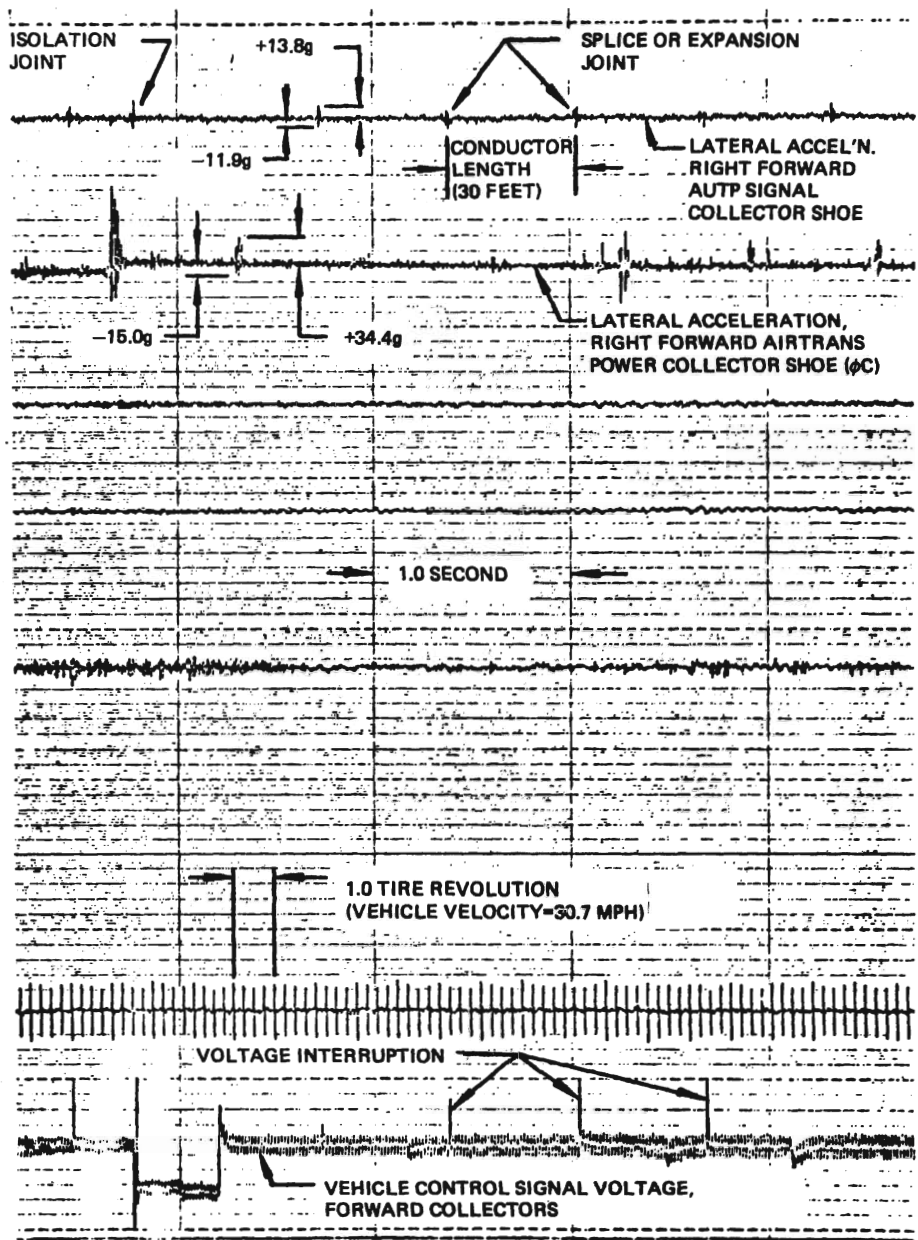 ISOLATION
JOINT
+13.8g
SPLICE OR EXPANSION
JOINT
−11.9g
CONDUCTOR
LENGTH
(30 FEET)
LATERAL ACCEL'N.
RIGHT FORWARD
AUTP SIGNAL
COLLECTOR SHOE
−15.0g
+34.4g
LATERAL ACCELERATION,
RIGHT FORWARD AIRTRANS
POWER COLLECTOR SHOE (ϕC)
1.0 SECOND
1.0 TIRE REVOLUTION
(VEHICLE VELOCITY=30.7 MPH)
VOLTAGE INTERRUPTION
VEHICLE CONTROL SIGNAL VOLTAGE,
FORWARD COLLECTORS